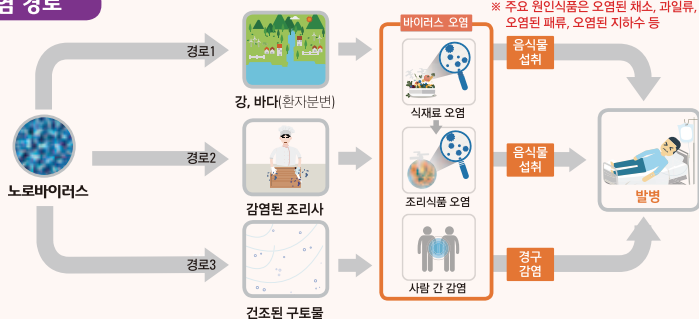 경로
※ 주요 원인식품은 오염된 채소, 과일류,
오염된 패류, 오염된 지하수 등
노로바이러스
경로1
강, 바다(환자분변)
경로2
감염된 조리사
경로3
건조된 구토물
바이러스 오염
식재료 오염
조리식품 오염
사람 간 감염
음식물
섭취
음식물
섭취
경구
감염
발병